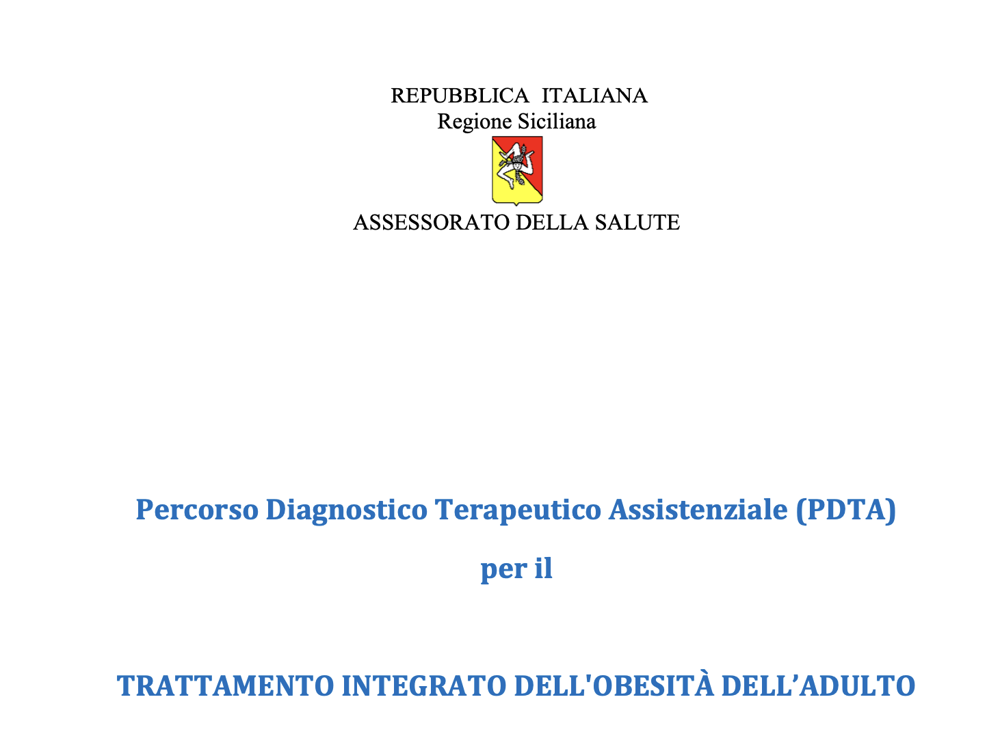 REPUBBLICA ITALIANA
Regione Siciliana
ASSESSORATO DELLA SALUTE
Percorso Diagnostico Terapeutico Assistenziale (PDTA)
per il
TRATTAMENTO INTEGRATO DELL'OBESITÀ DELL’ADULTO